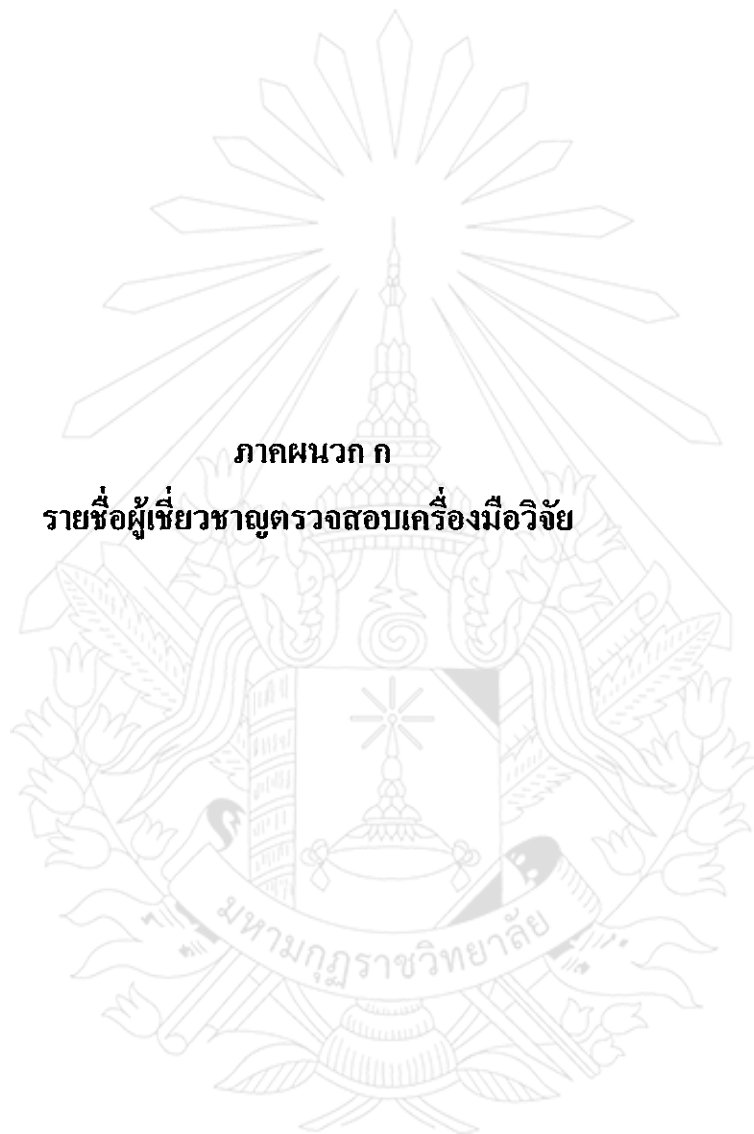 ภาคผนวก ก
รายชื่อผู้เชี่ยวชาญตรวจสอบเครื่องมือวิจัย
มหามกุฏราชวิทยาลัย